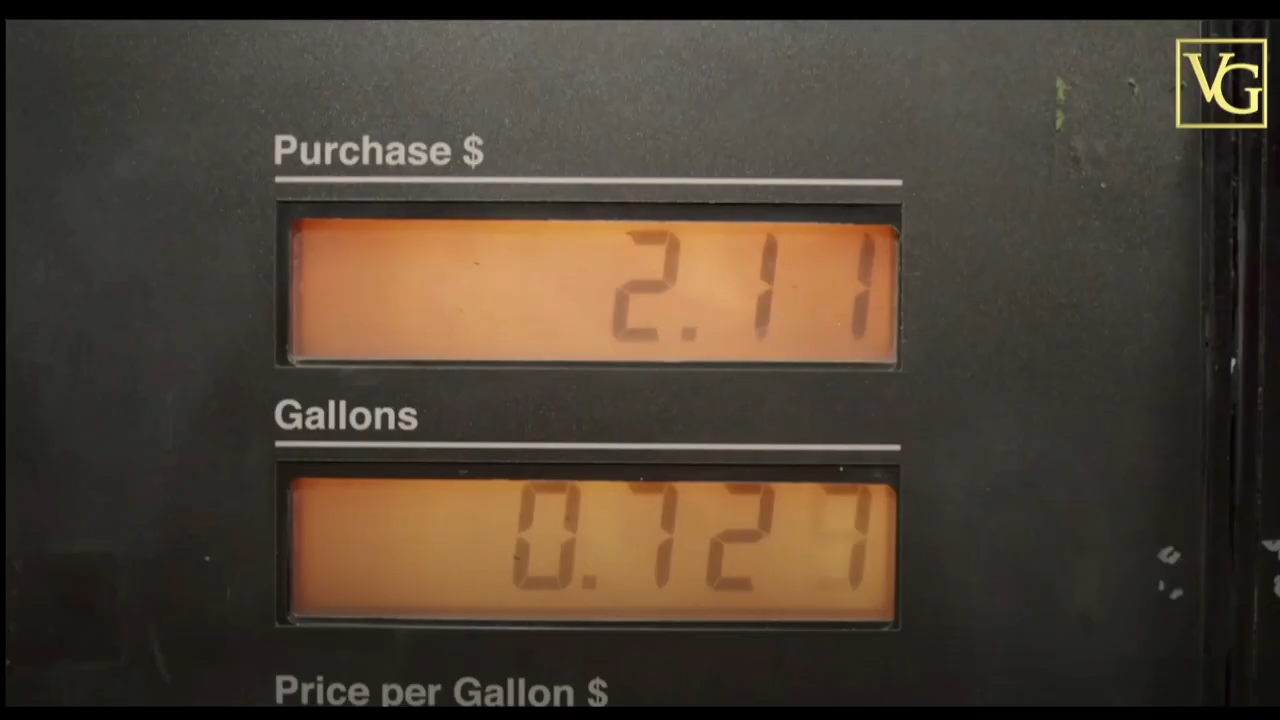 VG
Purchase $
2.11
Gallons
0.727
Price per Gallon $